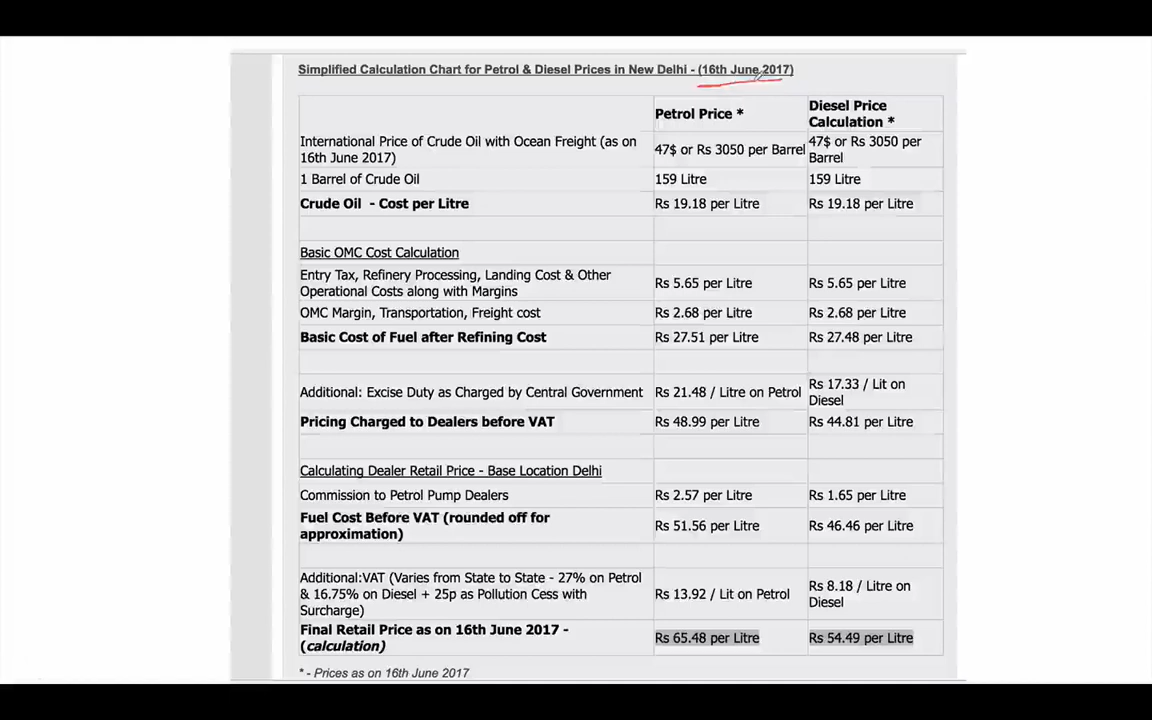 Simplified Calculation Chart for Petrol & Diesel Prices in New Delhi - (16th June 2017)
Petrol Price *
Diesel Price
Calculation *
International Price of Crude Oil with Ocean Freight (as on
16th June 2017)
47$ or Rs 3050 per Barrel
47$ or Rs 3050 per
Barrel
1 Barrel of Crude Oil
159 Litre
159 Litre
Crude Oil - Cost per Litre
Rs 19.18 per Litre
Rs 19.18 per Litre
Basic OMC Cost Calculation
Entry Tax, Refinery Processing, Landing Cost & Other
Operational Costs along with Margins
Rs 5.65 per Litre
Rs 5.65 per Litre
OMC Margin, Transportation, Freight cost
Rs 2.68 per Litre
Rs 2.68 per Litre
Basic Cost of Fuel after Refining Cost
Rs 27.51 per Litre
Rs 27.48 per Litre
Additional: Excise Duty as Charged by Central Government
Rs 21.48 / Litre on Petrol
Rs 17.33 / Lit on
Diesel
Pricing Charged to Dealers before VAT
Rs 48.99 per Litre
Rs 44.81 per Litre
Calculating Dealer Retail Price - Base Location Delhi
Commission to Petrol Pump Dealers
Rs 2.57 per Litre
Rs 1.65 per Litre
Fuel Cost Before VAT (rounded off for
approximation)
Rs 51.56 per Litre
Rs 46.46 per Litre
Additional:VAT (Varies from State to State - 27% on Petrol
& 16.75% on Diesel + 25p as Pollution Cess with
Surcharge)
Rs 13.92 / Lit on Petrol
Rs 8.18 / Litre on
Diesel
Final Retail Price as on 16th June 2017 -
(calculation)
Rs 65.48 per Litre
Rs 54.49 per Litre
* - Prices as on 16th June 2017